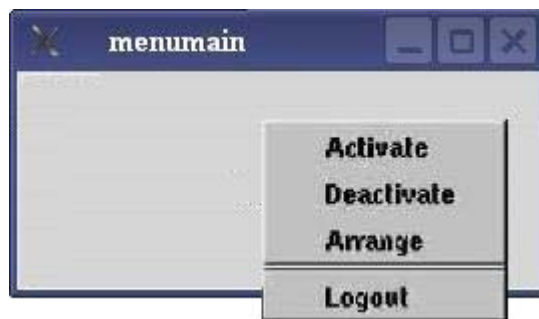 menumain
Activate
Deactivate
Arrange
Logout